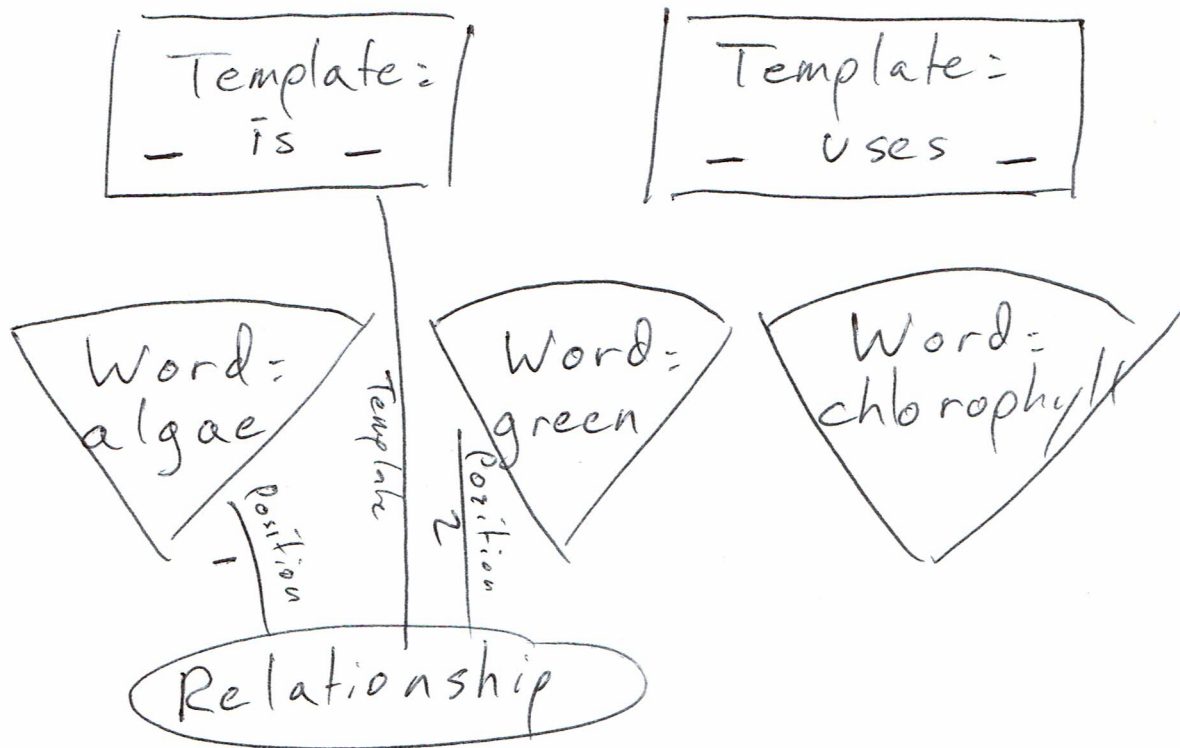 Template:
_ is _
Template:
_ uses _
Word:
algae
Word:
green
Word:
chlorophyll
Template
Position
1
Position
2
Relationship